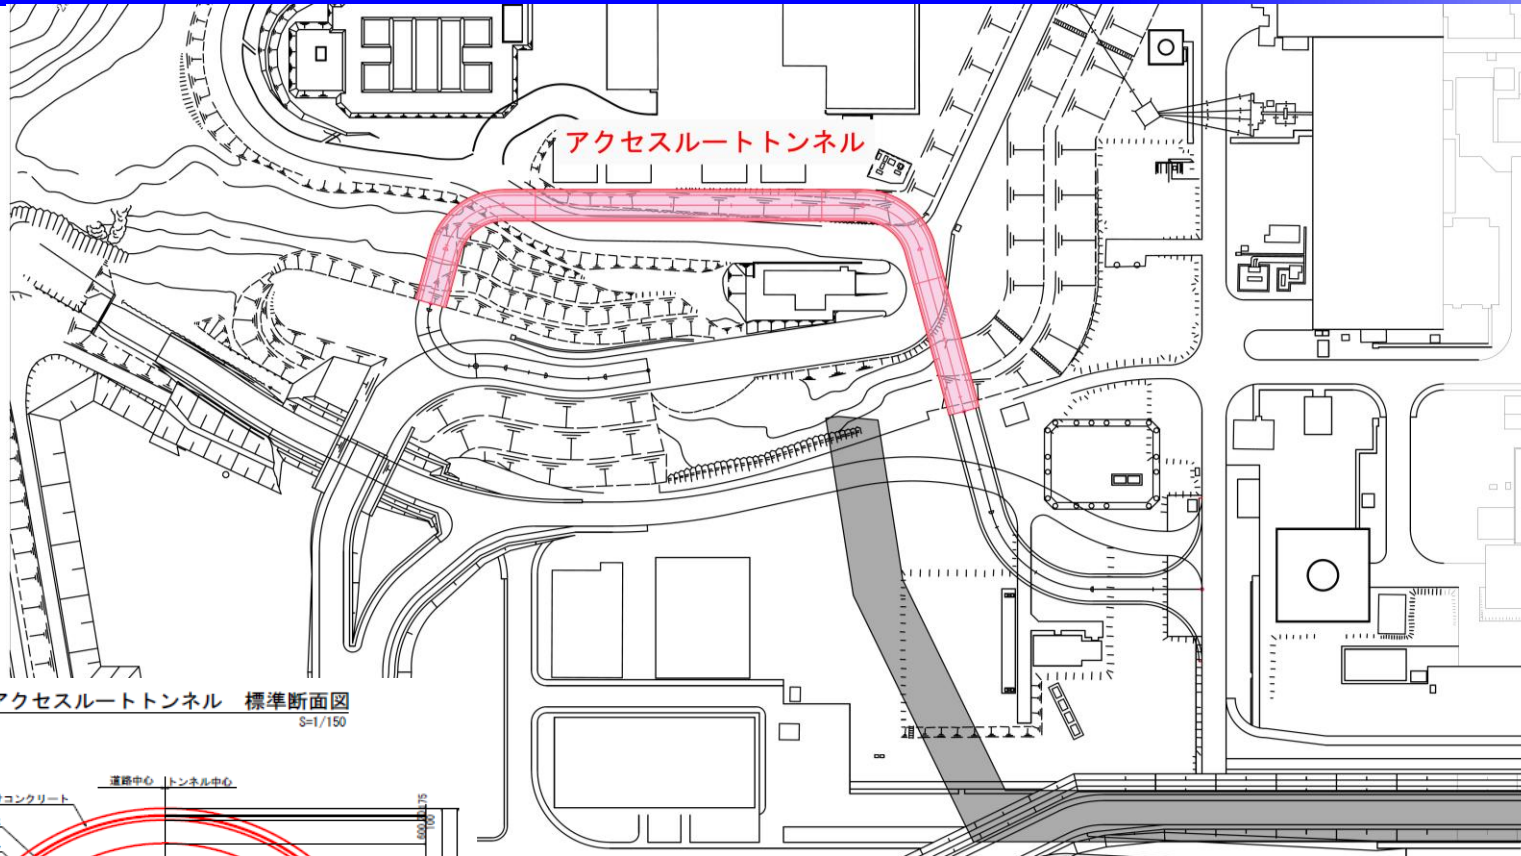 アクセスルートトンネル
アクセスルートトンネル 標準断面図
S=1/150
道路中心 トンネル中心
コンクリート